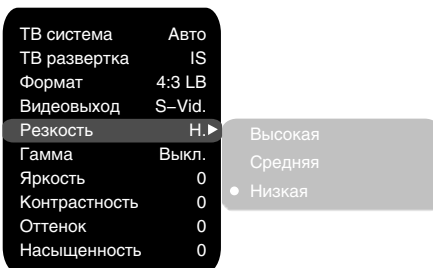 ТВ система Авто
ТВ развертка IS
Формат 4:3 LB
Видеовыход S–Vid.
Резкость Н.
Гамма Выкл.
Яркость 0
Контрастность 0
Оттенок 0
Насыщенность 0
Высокая
Средняя
Низкая